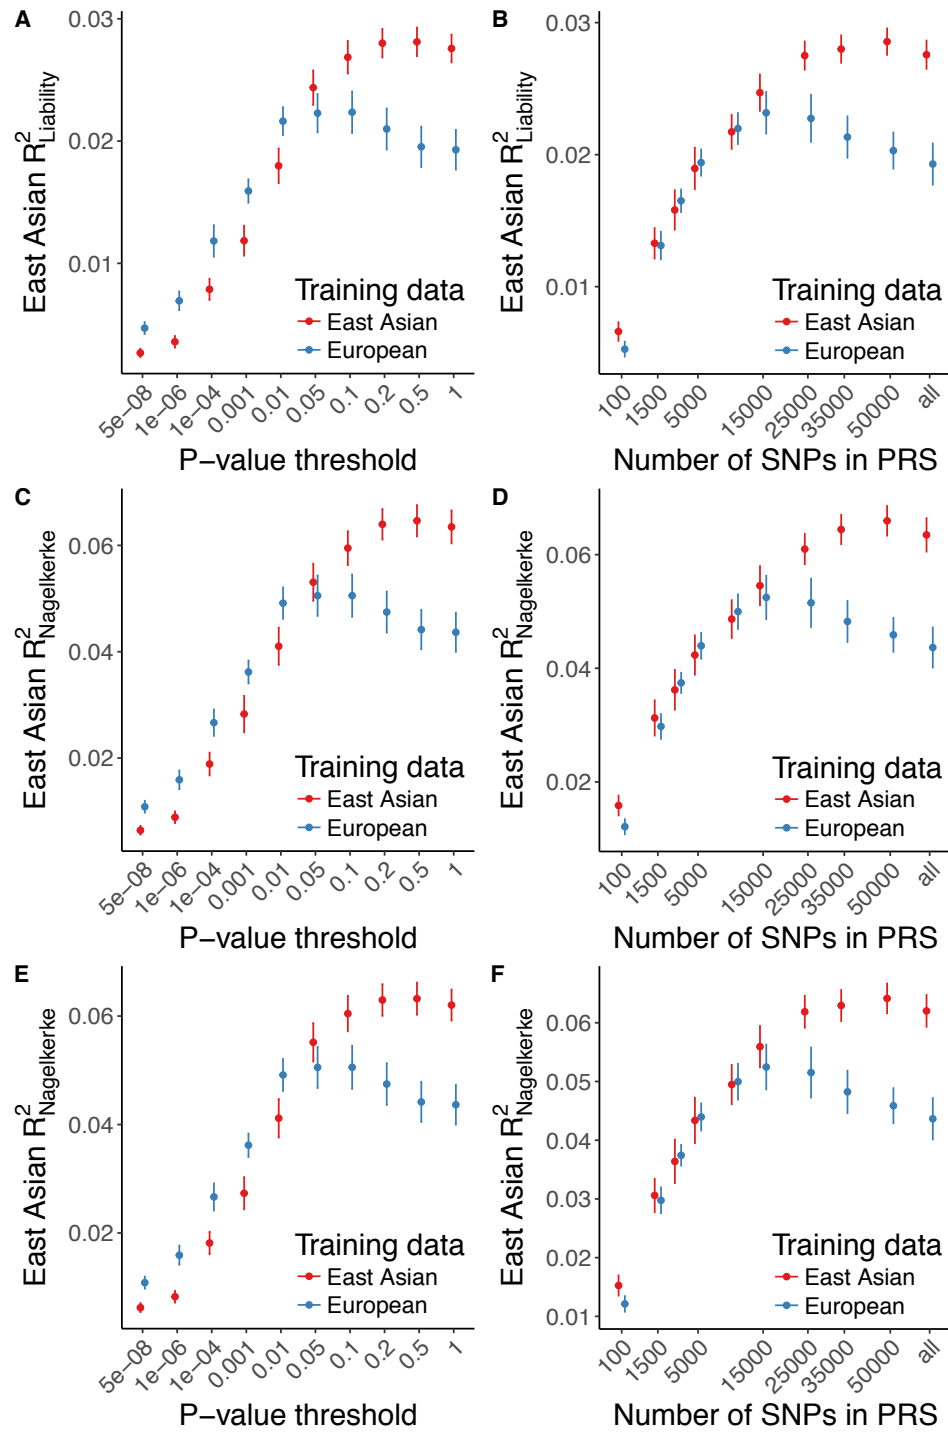 A
East Asian R²Liability
0.03
0.02
0.01
Training data
East Asian
European
5e−08
1e−06
1e−04
0.001
0.01
0.05
0.1
0.2
0.5
1
P−value threshold
B
East Asian R²Liability
0.03
0.02
0.01
Training data
East Asian
European
100
1500
5000
15000
25000
35000
50000
all
Number of SNPs in PRS
C
East Asian R²Nagelkerke
0.06
0.04
0.02
Training data
East Asian
European
5e−08
1e−06
1e−04
0.001
0.01
0.05
0.1
0.2
0.5
1
P−value threshold
D
East Asian R²Nagelkerke
0.06
0.04
0.02
Training data
East Asian
European
100
1500
5000
15000
25000
35000
50000
all
Number of SNPs in PRS
E
East Asian R²Nagelkerke
0.06
0.04
0.02
Training data
East Asian
European
5e−08
1e−06
1e−04
0.001
0.01
0.05
0.1
0.2
0.5
1
P−value threshold
F
East Asian R²Nagelkerke
0.06
0.05
0.04
0.03
0.02
0.01
Training data
East Asian
European
100
1500
5000
15000
25000
35000
50000
all
Number of SNPs in PRS